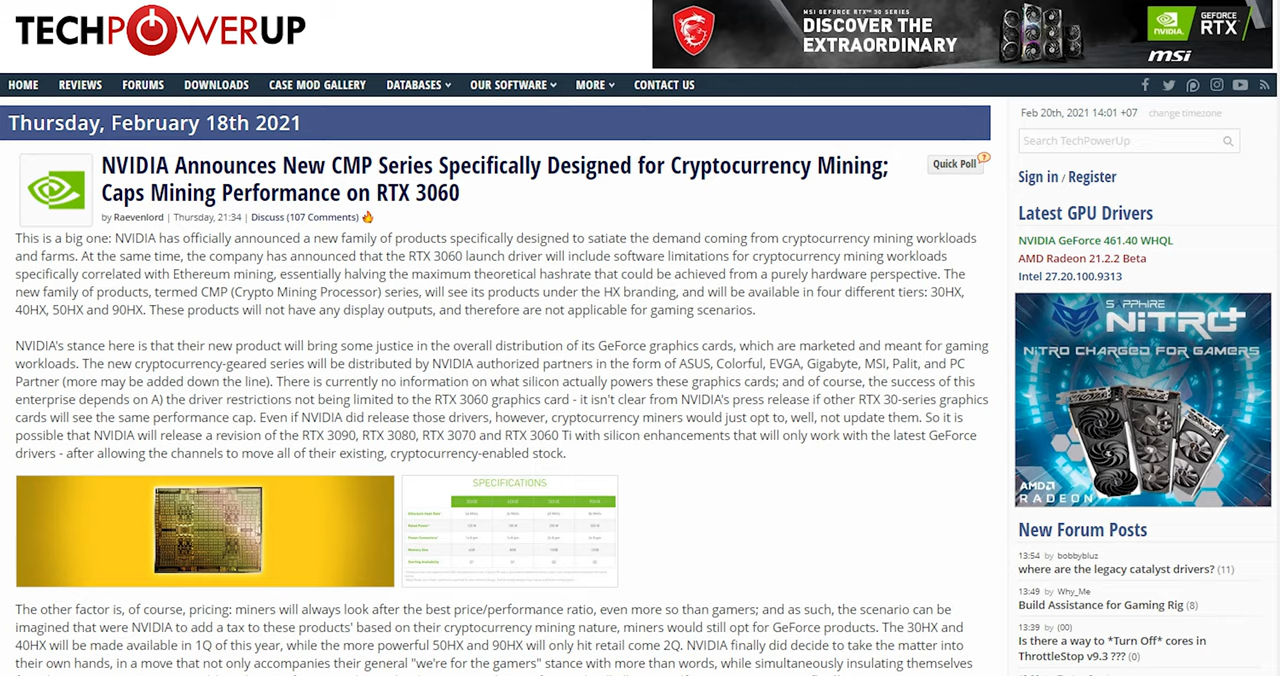 TECHPOWERUP
MSI GEFORCE RTX™ 30 SERIES
DISCOVER THE
EXTRAORDINARY
NVIDIA.
GEFORCE
RTX
msi
HOME REVIEWS FORUMS DOWNLOADS CASE MOD GALLERY DATABASES OUR SOFTWARE MORE CONTACT US
Thursday, February 18th 2021
Feb 20th, 2021 14:01 +07 change timezone
Search TechPowerUp
NVIDIA Announces New CMP Series Specifically Designed for Cryptocurrency Mining;
Caps Mining Performance on RTX 3060
Quick Poll ?
by Raevenlord | Thursday, 21:34 | Discuss (107 Comments)
This is a big one: NVIDIA has officially announced a new family of products specifically designed to satiate the demand coming from cryptocurrency mining workloads
and farms. At the same time, the company has announced that the RTX 3060 launch driver will include software limitations for cryptocurrency mining workloads
specifically correlated with Ethereum mining, essentially halving the maximum theoretical hashrate that could be achieved from a purely hardware perspective. The
new family of products, termed CMP (Crypto Mining Processor) series, will see its products under the HX branding, and will be available in four different tiers: 30HX,
40HX, 50HX and 90HX. These products will not have any display outputs, and therefore are not applicable for gaming scenarios.
NVIDIA's stance here is that their new product will bring some justice in the overall distribution of its GeForce graphics cards, which are marketed and meant for gaming
workloads. The new cryptocurrency-geared series will be distributed by NVIDIA authorized partners in the form of ASUS, Colorful, EVGA, Gigabyte, MSI, Palit, and PC
Partner (more may be added down the line). There is currently no information on what silicon actually powers these graphics cards; and of course, the success of this
enterprise depends on A) the driver restrictions not being limited to the RTX 3060 graphics card - it isn't clear from NVIDIA's press release if other RTX 30-series graphics
cards will see the same performance cap. Even if NVIDIA did release those drivers, however, cryptocurrency miners would just opt to, well, not update them. So it is
possible that NVIDIA will release a revision of the RTX 3090, RTX 3080, RTX 3070 and RTX 3060 Ti with silicon enhancements that will only work with the latest GeForce
drivers - after allowing the channels to move all of their existing, cryptocurrency-enabled stock.
SPECIFICATIONS
The other factor is, of course, pricing: miners will always look after the best price/performance ratio, even more so than gamers; and as such, the scenario can be
imagined that were NVIDIA to add a tax to these products' based on their cryptocurrency mining nature, miners would still opt for GeForce products. The 30HX and
40HX will be made available in 1Q of this year, while the more powerful 50HX and 90HX will only hit retail come 2Q. NVIDIA finally did decide to take the matter into
their own hands, in a move that not only accompanies their general "we're for the gamers" stance with more than words, while simultaneously insulating themselves
Sign in / Register
Latest GPU Drivers
NVIDIA GeForce 461.40 WHQL
AMD Radeon 21.2.2 Beta
Intel 27.20.100.9313
SAPPHIRE
NITRO+
NITRO CHARGED FOR GAMERS
AMD
RADEON
New Forum Posts
13:54 by bobbybluz
where are the legacy catalyst drivers? (11)
13:49 by Why_Me
Build Assistance for Gaming Rig (8)
13:39 by (00)
Is there a way to *Turn Off* cores in
ThrottleStop v9.3 ??? (0)